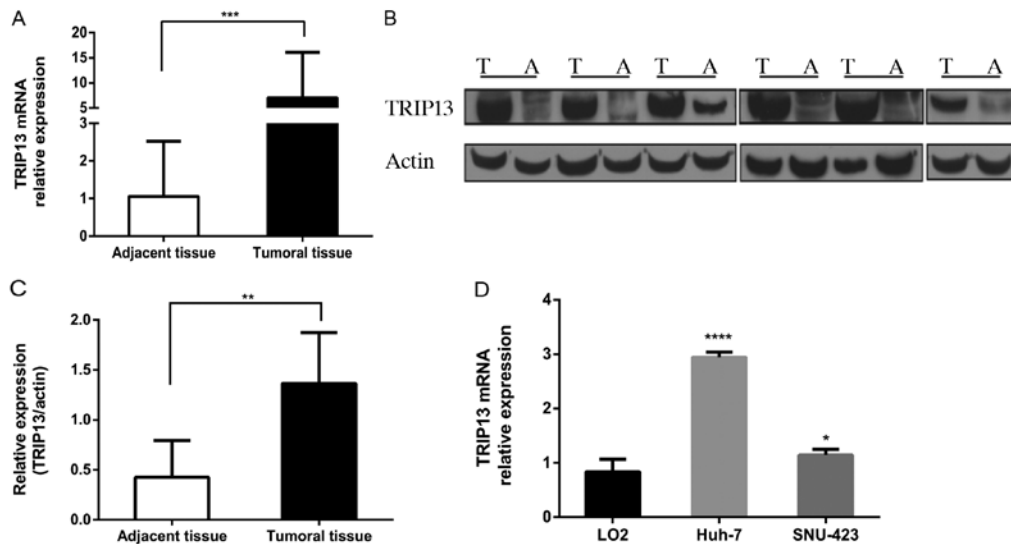 A
TRIP13 mRNA
relative expression
20
15
10
5
3
2
1
0
***
Adjacent tissue
Tumoral tissue
B
T A T A T A T A T A T A
TRIP13
Actin
C
Relative expression
(TRIP13/actin)
2.0
1.5
1.0
0.5
0.0
**
Adjacent tissue
Tumoral tissue
D
TRIP13 mRNA
relative expression
4
3
2
1
0
****
*
LO2
Huh-7
SNU-423